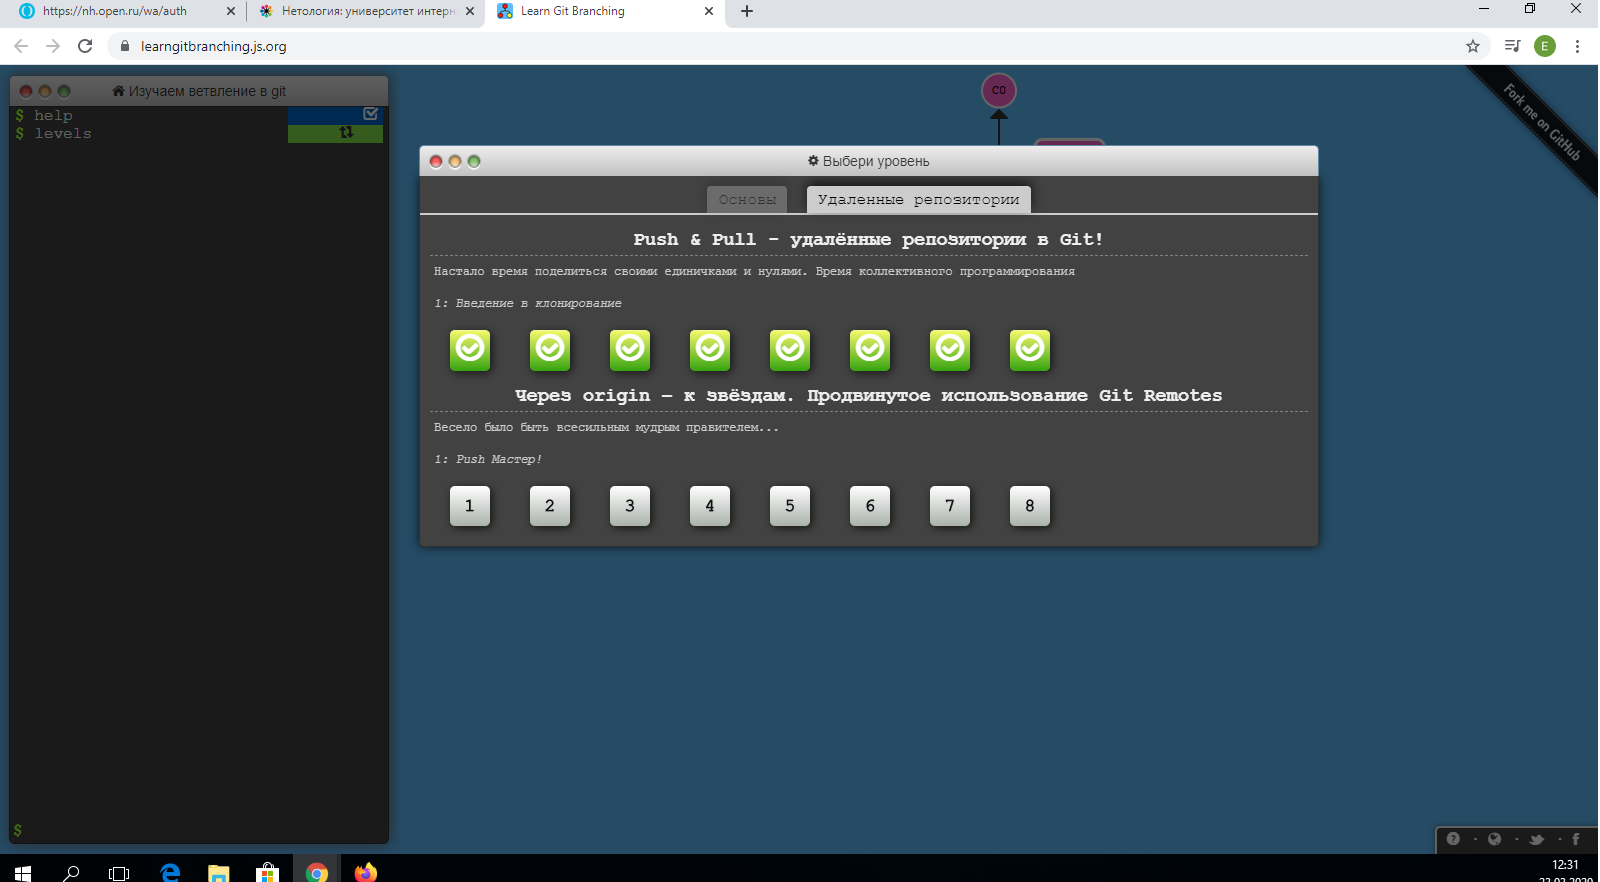 https://nh.open.ru/wa/auth
Нетология: университет интерн
Learn Git Branching
learngitbranching.js.org
E
Изучаем ветвление в git
$ help
$ levels
C0
Fork me on GitHub
Выбери уровень
Основы
Удаленные репозитории
Push & Pull - удалённые репозитории в Git!
Настало время поделиться своими единичками и нулями. Время коллективного программирования
1: Введение в клонирование
Через origin – к звёздам. Продвинутое использование Git Remotes
Весело было быть всесильным мудрым правителем...
1: Push Мастер!
1 2 3 4 5 6 7 8
$
12:31